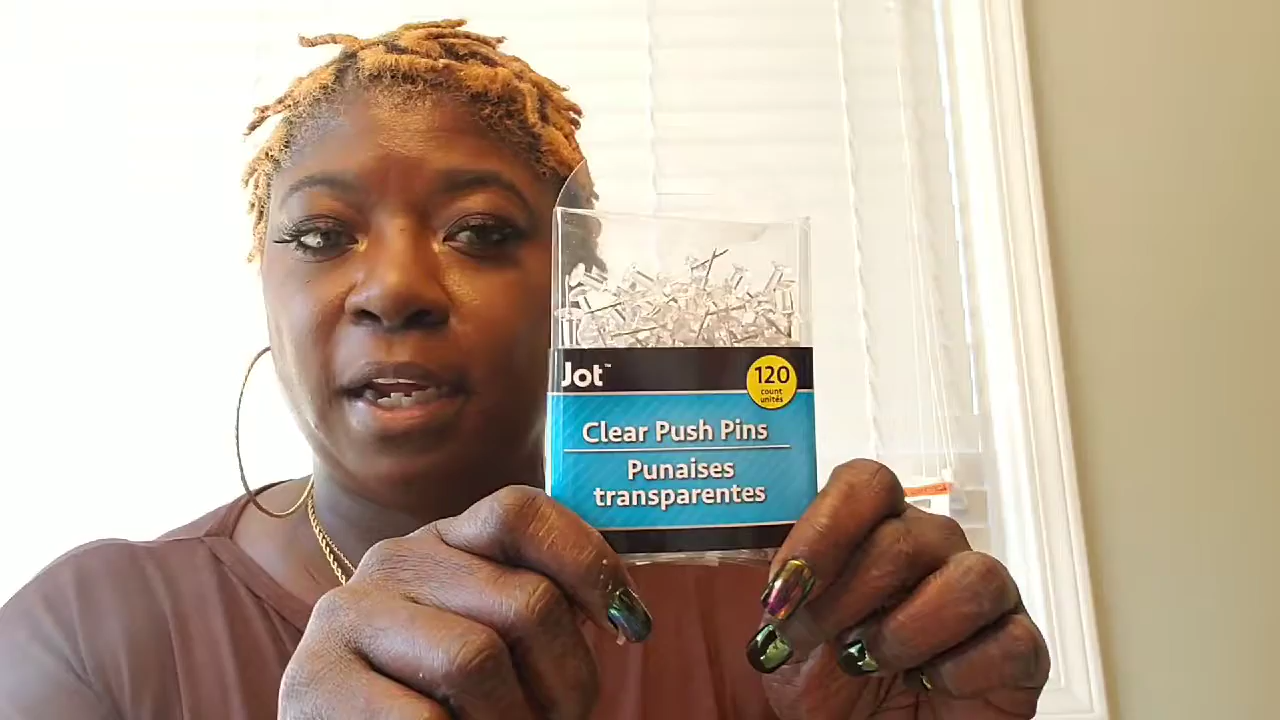 Jot™
120
count
unités
Clear Push Pins
Punaises
transparentes